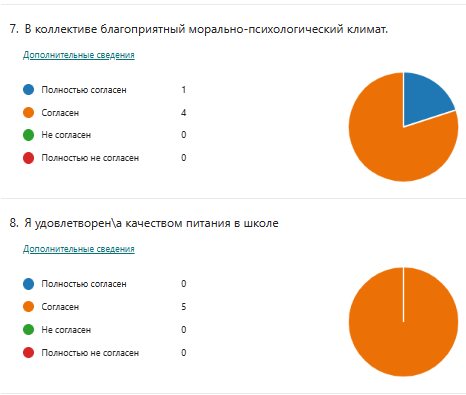 7. В коллективе благоприятный морально-психологический климат.
Дополнительные сведения
Полностью согласен 1
Согласен 4
Не согласен 0
Полностью не согласен 0
8. Я удовлетворен\а качеством питания в школе
Дополнительные сведения
Полностью согласен 0
Согласен 5
Не согласен 0
Полностью не согласен 0